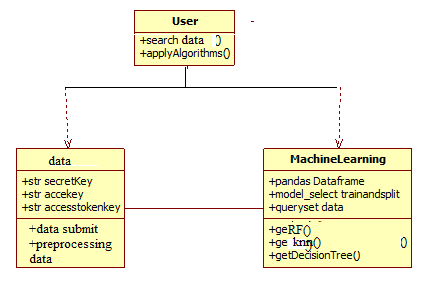 User
+search data ()
+applyAlgorithms()
data
+str secretKey
+str accekey
+str accesstokenkey
+data submit
+preprocessing
data
MachineLearning
+pandas Dataframe
+model_select trainandsplit
+queryset data
+geRF()
+ge knn() ()
+getDecisionTree()